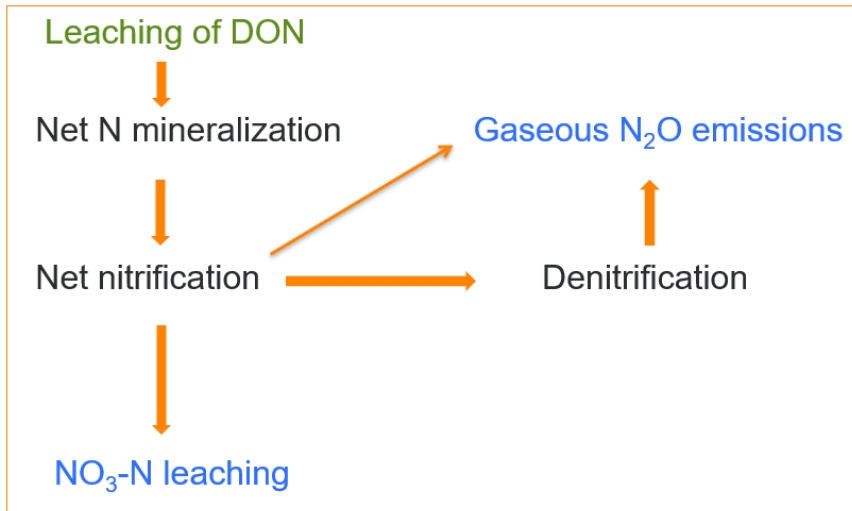 Leaching of DON
Net N mineralization
Gaseous N₂O emissions
Net nitrification
Denitrification
NO₃-N leaching